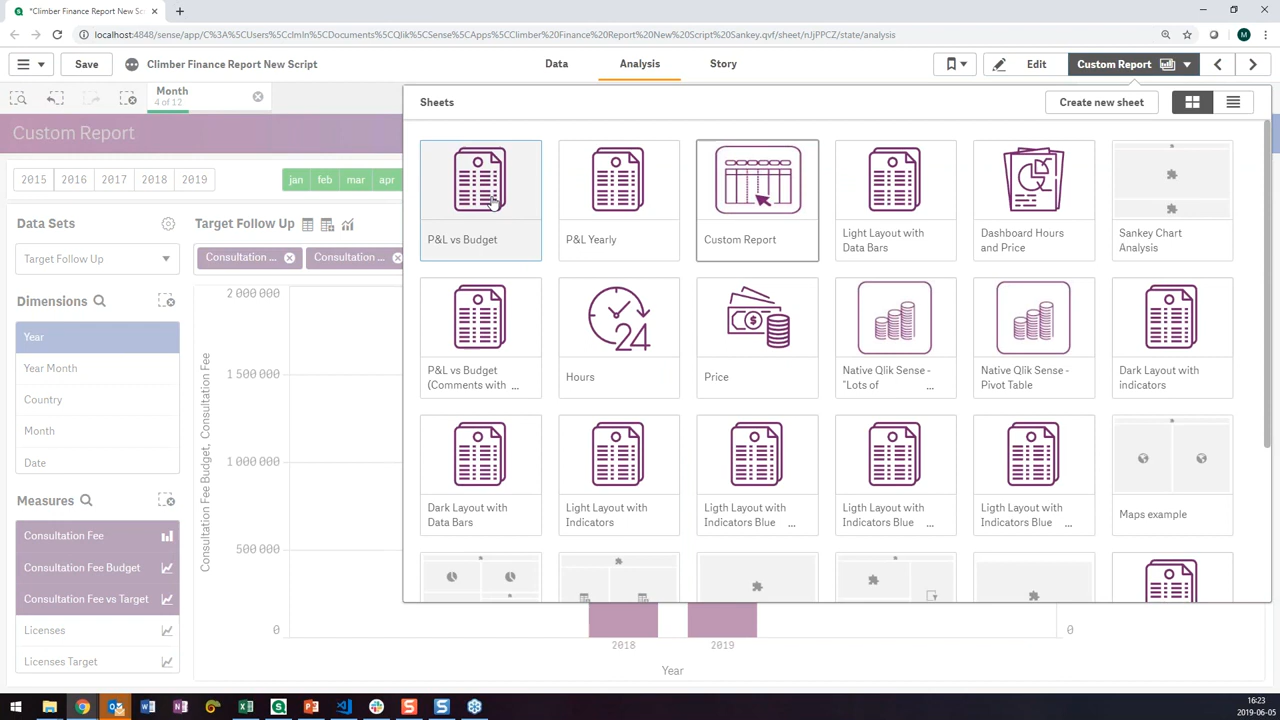 *Climber Finance Report New Scri
localhost:4848/sense/app/C%3A%5CUsers%5Cclmln%5CDocuments%5CQlik%5CSense%5CApps%5CClimber%20Finance%20Report%20New%20Script%20Sankey.qvf/sheet/nJjPPCZ/state/analysis
M
Save
Climber Finance Report New Script
Data
Analysis
Story
Edit
Custom Report
Month
4 of 12
Sheets
Create new sheet
Custom Report
2015
2016
2017
2018
2019
jan
feb
mar
apr
P&L vs Budget
P&L Yearly
Custom Report
Light Layout with
Data Bars
Dashboard Hours
and Price
Sankey Chart
Analysis
Data Sets
Target Follow Up
Target Follow Up
Consultation ...
Consultation ...
Dimensions
Year
Year Month
Country
Month
Date
2 000 000
1 500 000
1 000 000
500 000
0
Consultation Fee Budget, Consultation Fee
24
P&L vs Budget
(Comments with ...
Hours
Price
Native Qlik Sense -
"Lots of ...
Native Qlik Sense -
Pivot Table
Dark Layout with
indicators
Dark Layout with
Data Bars
Light Layout with
Indicators
Ligth Layout with
Indicators Blue ...
Ligth Layout with
Indicators Blue ...
Ligth Layout with
Indicators Blue ...
Maps example
Measures
Consultation Fee
Consultation Fee Budget
Consultation Fee vs Target
Licenses
Licenses Target
0
2018
2019
Year
16:23
2019-06-05